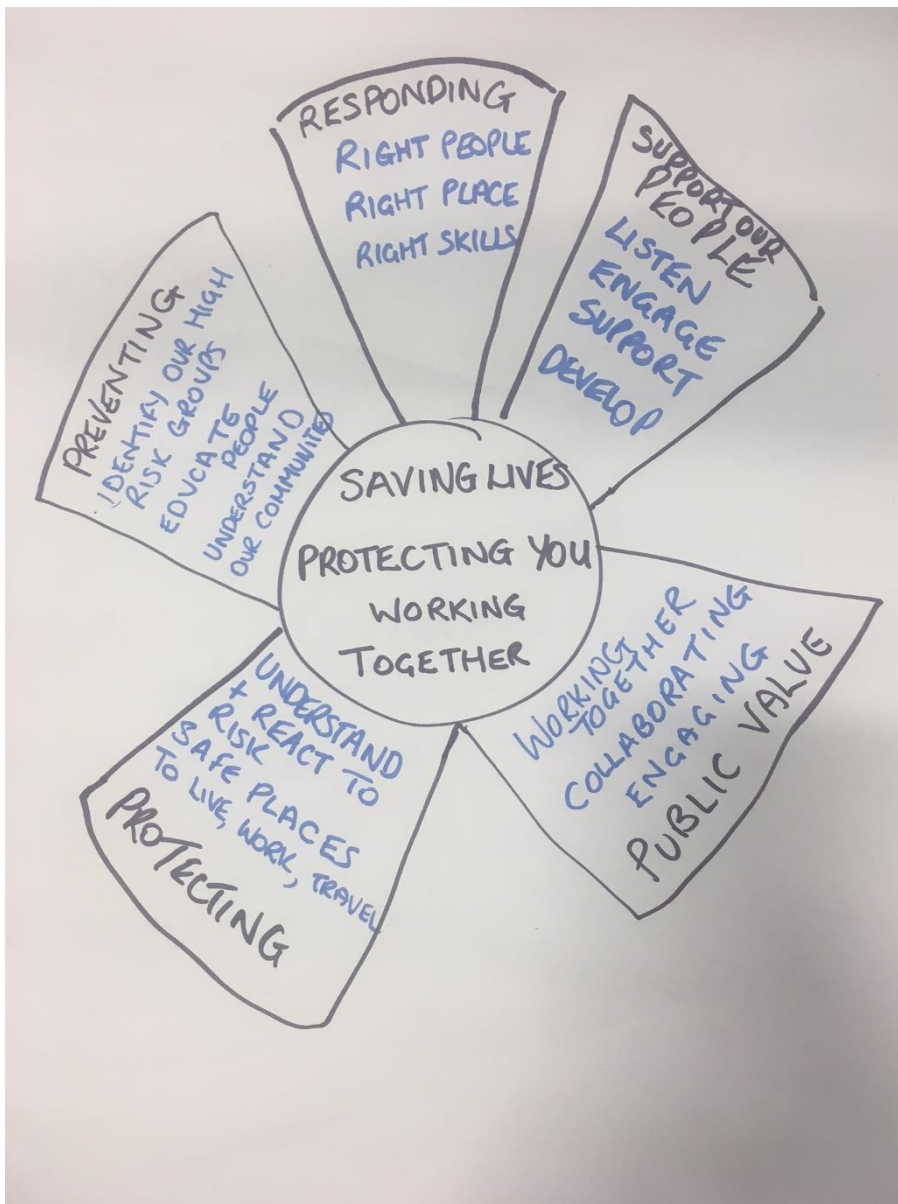 RESPONDING
RIGHT PEOPLE
RIGHT PLACE
RIGHT SKILLS
SUPPORT OUR
PEOPLE
LISTEN
ENGAGE
SUPPORT
DEVELOP
PREVENTING
IDENTIFY OUR HIGH
RISK GROUPS
EDUCATE
PEOPLE
UNDERSTAND
OUR COMMUNITIES
SAVING LIVES
PROTECTING YOU
WORKING
TOGETHER
WORKING
TOGETHER
COLLABORATING
ENGAGING
PUBLIC VALUE
UNDERSTAND
+ REACT TO
RISK
SAFE PLACES
TO LIVE, WORK, TRAVEL
PROTECTING